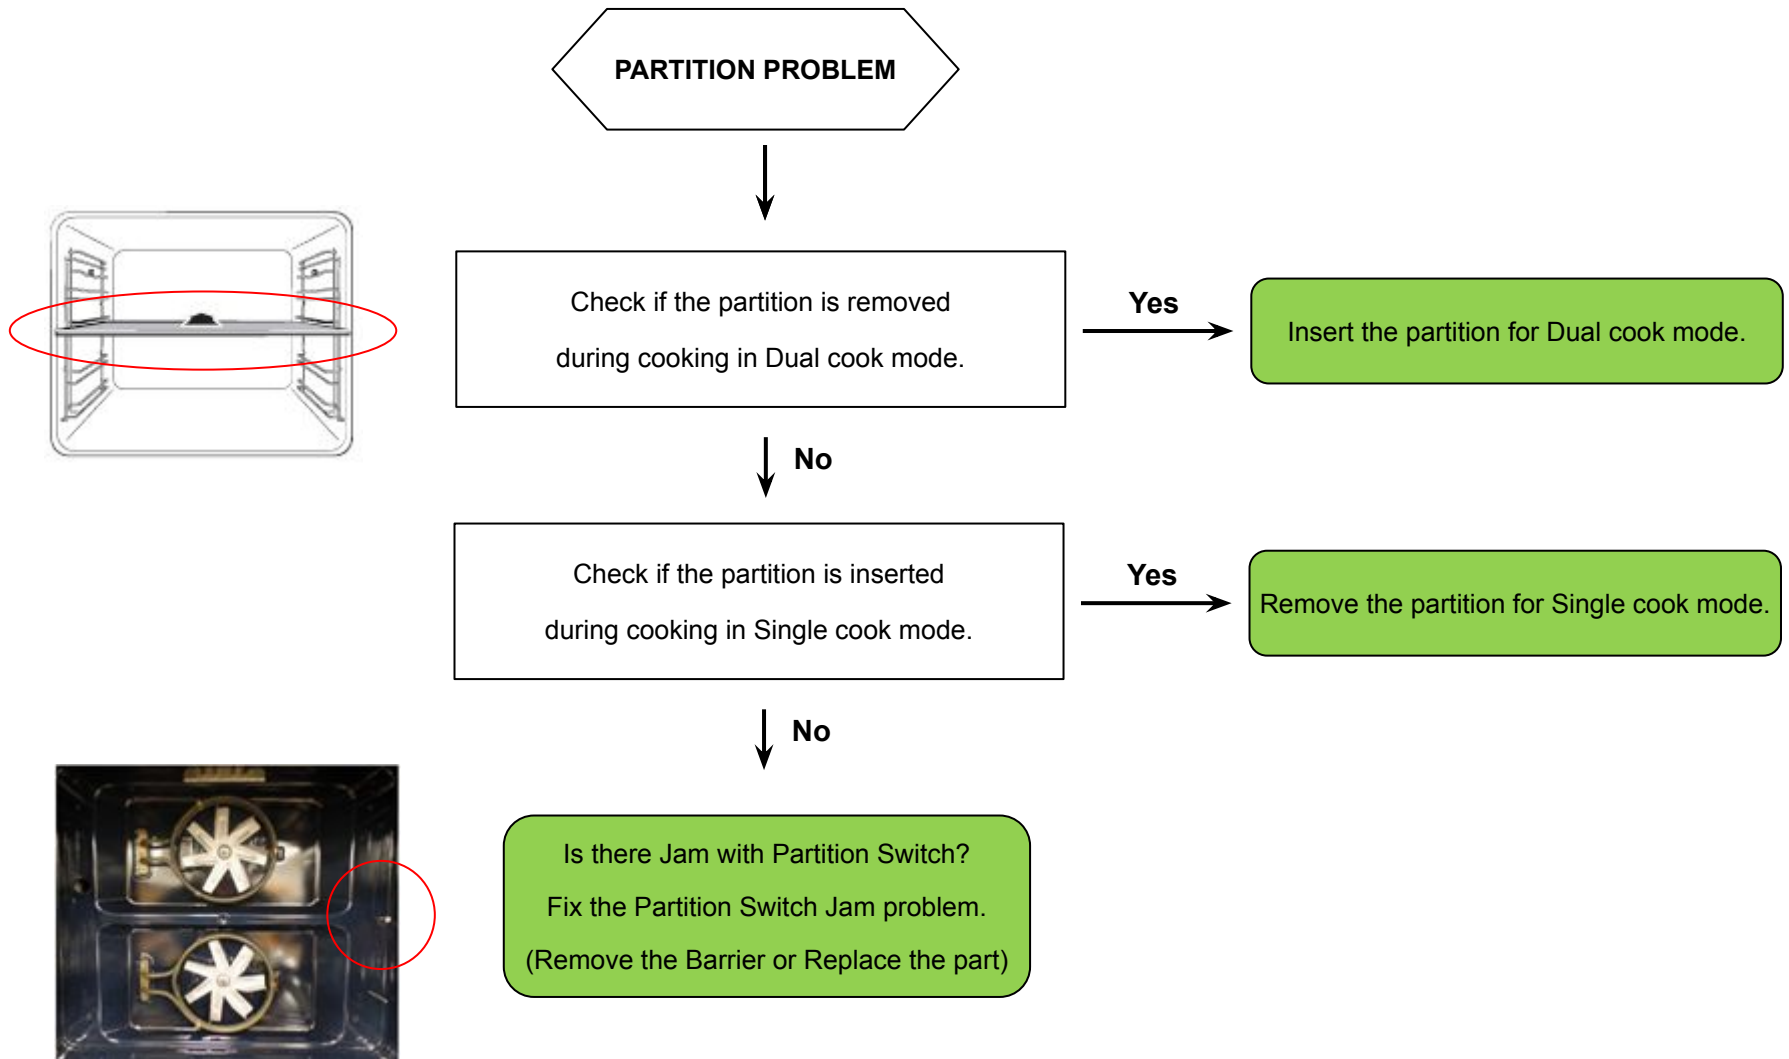 PARTITION PROBLEM
Check if the partition is removed
during cooking in Dual cook mode.
Yes
Insert the partition for Dual cook mode.
No
Check if the partition is inserted
during cooking in Single cook mode.
Yes
Remove the partition for Single cook mode.
No
Is there Jam with Partition Switch?
Fix the Partition Switch Jam problem.
(Remove the Barrier or Replace the part)